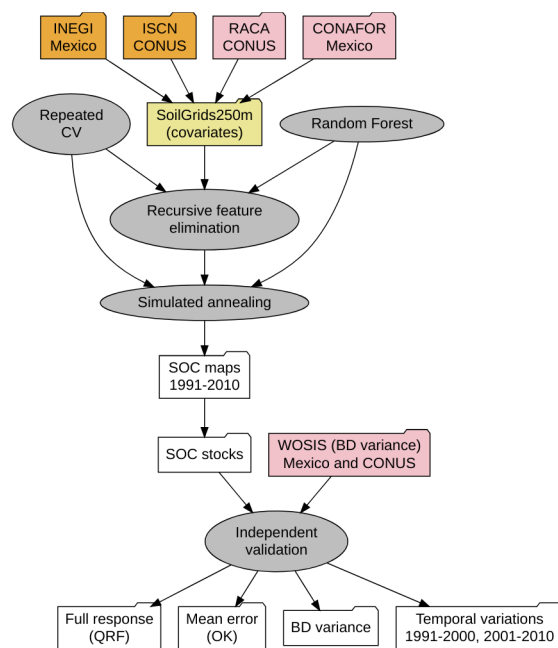 INEGI
Mexico
ISCN
CONUS
RACA
CONUS
CONAFOR
Mexico
SoilGrids250m
(covariates)
Repeated
CV
Random Forest
Recursive feature
elimination
Simulated annealing
SOC maps
1991-2010
SOC stocks
WOSIS (BD variance)
Mexico and CONUS
Independent
validation
Full response
(QRF)
Mean error
(OK)
BD variance
Temporal variations
1991-2000, 2001-2010